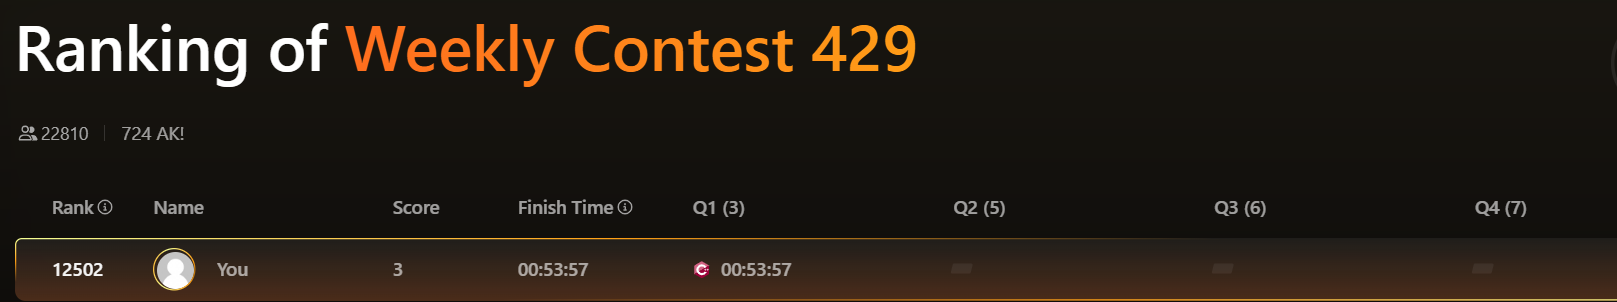 Ranking of Weekly Contest 429
22810 724 AK!
Rank Name Score Finish Time Q1 (3) Q2 (5) Q3 (6) Q4 (7)
12502 You 3 00:53:57 00:53:57